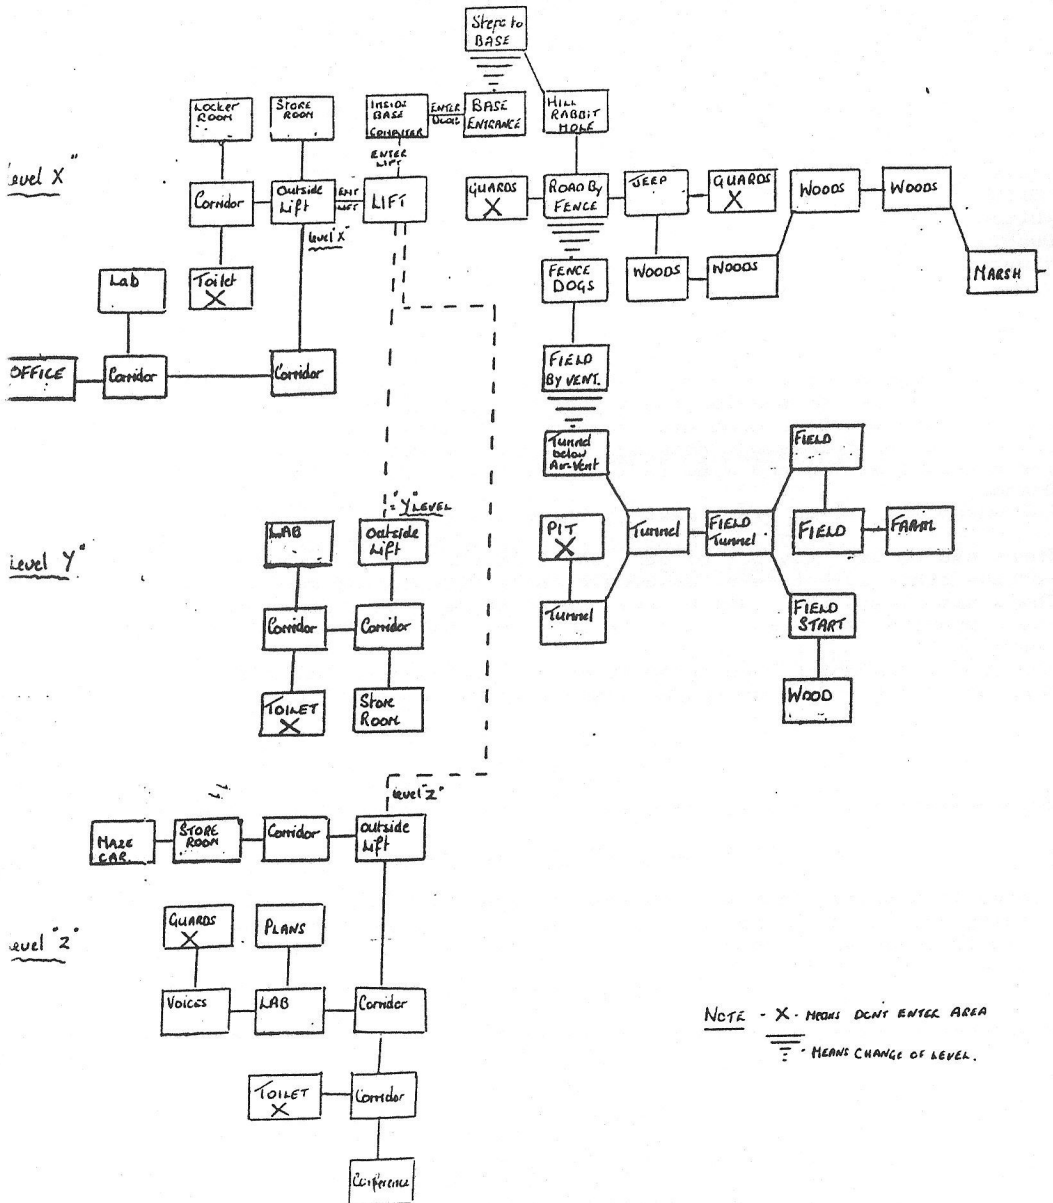 Steps to
BASE
Locker
ROOM
STORE
ROOM
INSIDE
BASE
COMPUTER
ENTER
BASE
ENTRANCE
HILL
RABBIT
HOLE
ENTER
LIFT
Level X"
Corridor
Outside
Lift
LIFT
Level "X"
GUARDS
X
ROAD BY
FENCE
JEEP
GUARDS
X
WOODS
WOODS
Toilet
X
FENCE
DOGS
WOODS
WOODS
MARSH
Lab
OFFICE
Corridor
Corridor
FIELD
BY VENT.
Tunnel
below
Air-Vent
FIELD
"Y" LEVEL
Level Y"
LAB
Outside
Lift
PIT
X
Tunnel
FIELD
Tunnel
FIELD
FARM
Corridor
Corridor
Tunnel
FIELD
START
TOILET
X
Store
Room
WOOD
Level "Z"
MAZE
CAR.
STORE
ROOM
Corridor
Outside
Lift
Level "Z"
GUARDS
X
PLANS
Voices
LAB
Corridor
NOTE - X - MEANS DONT ENTER AREA
- MEANS CHANGE OF LEVEL.
TOILET
X
Corridor
Conference